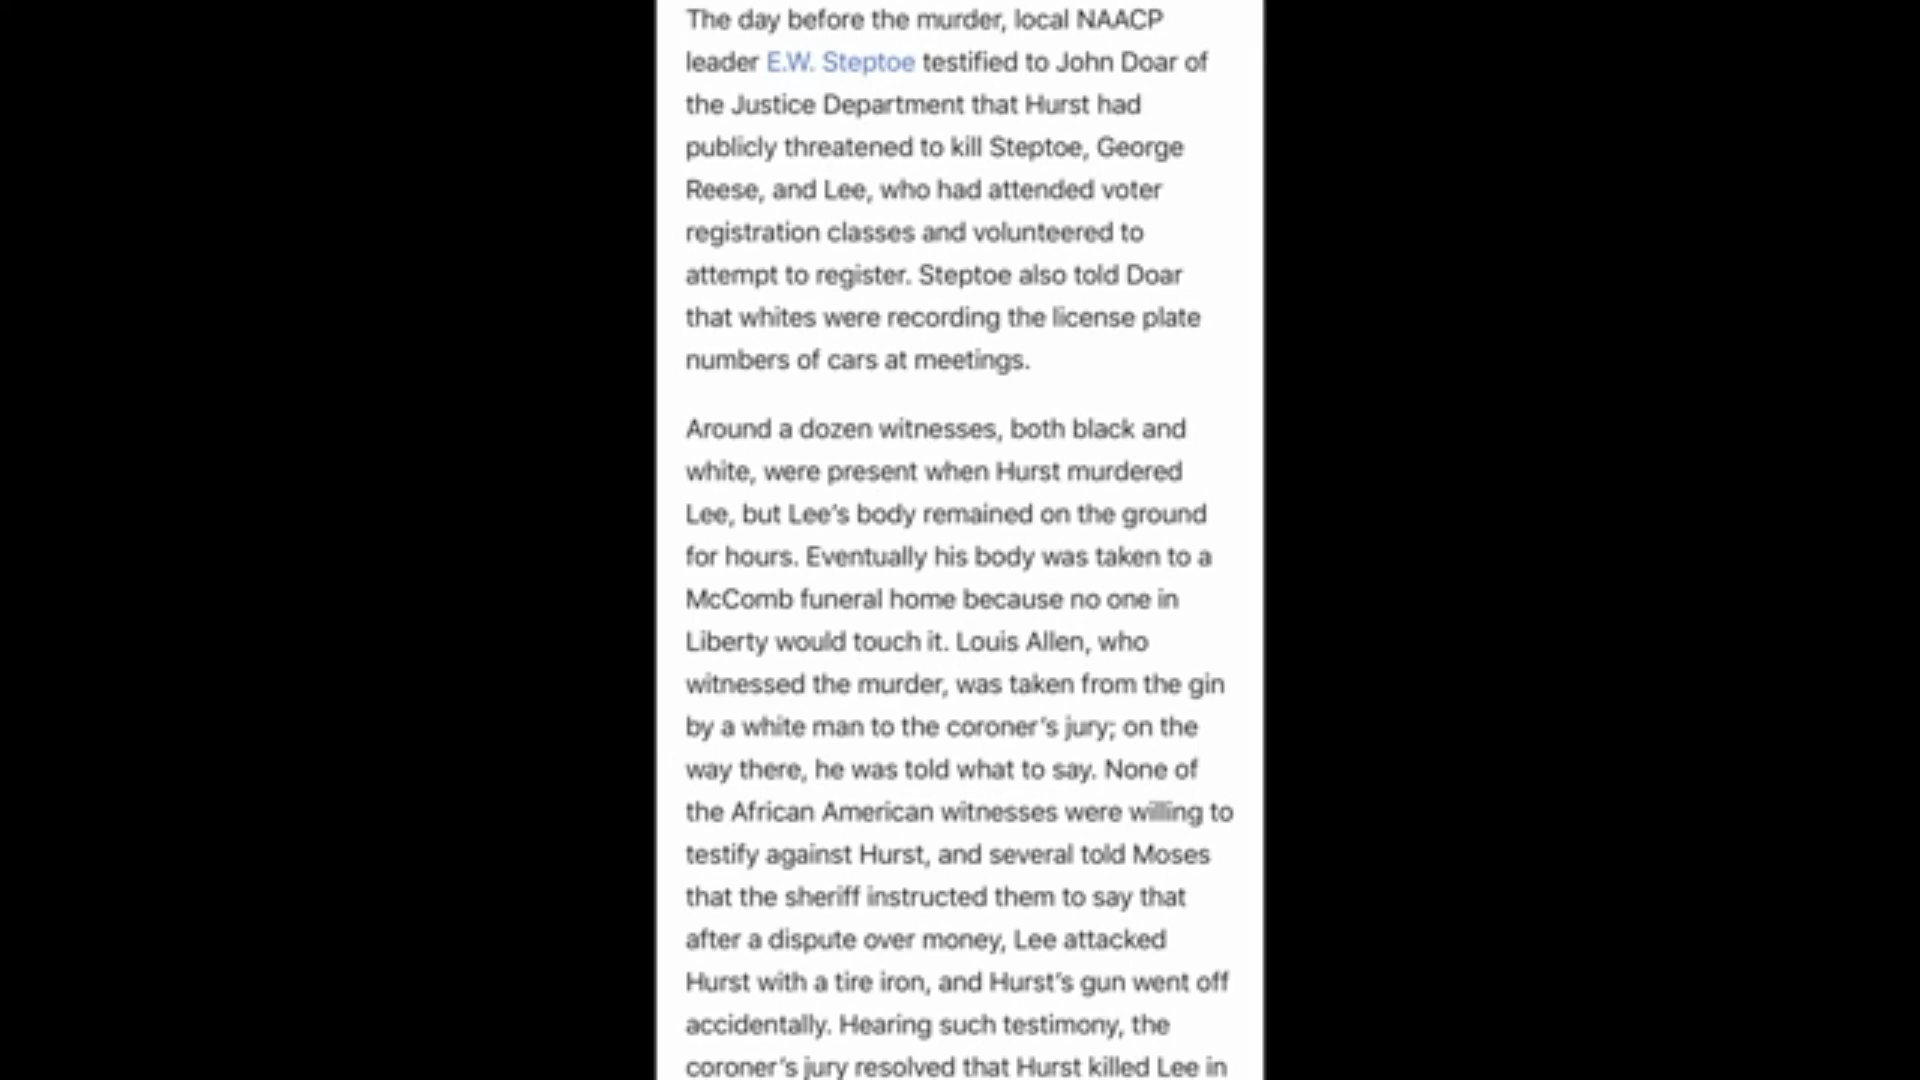 The day before the murder, local NAACP
leader E.W. Steptoe testified to John Doar of
the Justice Department that Hurst had
publicly threatened to kill Steptoe, George
Reese, and Lee, who had attended voter
registration classes and volunteered to
attempt to register. Steptoe also told Doar
that whites were recording the license plate
numbers of cars at meetings.
Around a dozen witnesses, both black and
white, were present when Hurst murdered
Lee, but Lee's body remained on the ground
for hours. Eventually his body was taken to a
McComb funeral home because no one in
Liberty would touch it. Louis Allen, who
witnessed the murder, was taken from the gin
by a white man to the coroner's jury; on the
way there, he was told what to say. None of
the African American witnesses were willing to
testify against Hurst, and several told Moses
that the sheriff instructed them to say that
after a dispute over money, Lee attacked
Hurst with a tire iron, and Hurst's gun went off
accidentally. Hearing such testimony, the
coroner's jury resolved that Hurst killed Lee in